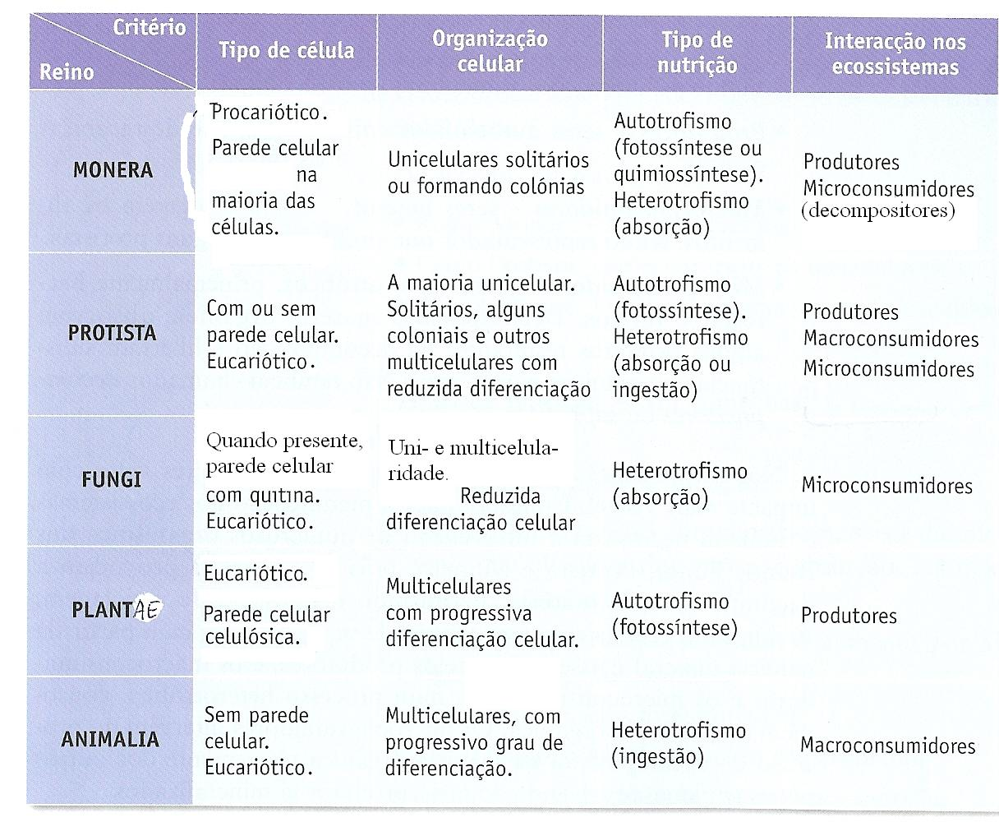 Critério
Reino
Tipo de célula
Organização
celular
Tipo de
nutrição
Interacção nos
ecossistemas
MONERA
Procariótico.
Parede celular
na
maioria das
células.
Unicelulares solitários
ou formando colónias
Autotrofismo
(fotossíntese ou
quimiossíntese).
Heterotrofismo
(absorção)
Produtores
Microconsumidores
(decompositores)
PROTISTA
Com ou sem
parede celular.
Eucariótico.
A maioria unicelular.
Solitários, alguns
coloniais e outros
multicelulares com
reduzida diferenciação
Autotrofismo
(fotossíntese).
Heterotrofismo
(absorção ou
ingestão)
Produtores
Macroconsumidores
Microconsumidores
FUNGI
Quando presente,
parede celular
com quitina.
Eucariótico.
Uni- e multicelula-
ridade.
Reduzida
diferenciação celular
Heterotrofismo
(absorção)
Microconsumidores
PLANTAE
Eucariótico.
Parede celular
celulósica.
Multicelulares
com progressiva
diferenciação celular.
Autotrofismo
(fotossíntese)
Produtores
ANIMALIA
Sem parede
celular.
Eucariótico.
Multicelulares, com
progressivo grau de
diferenciação.
Heterotrofismo
(ingestão)
Macroconsumidores